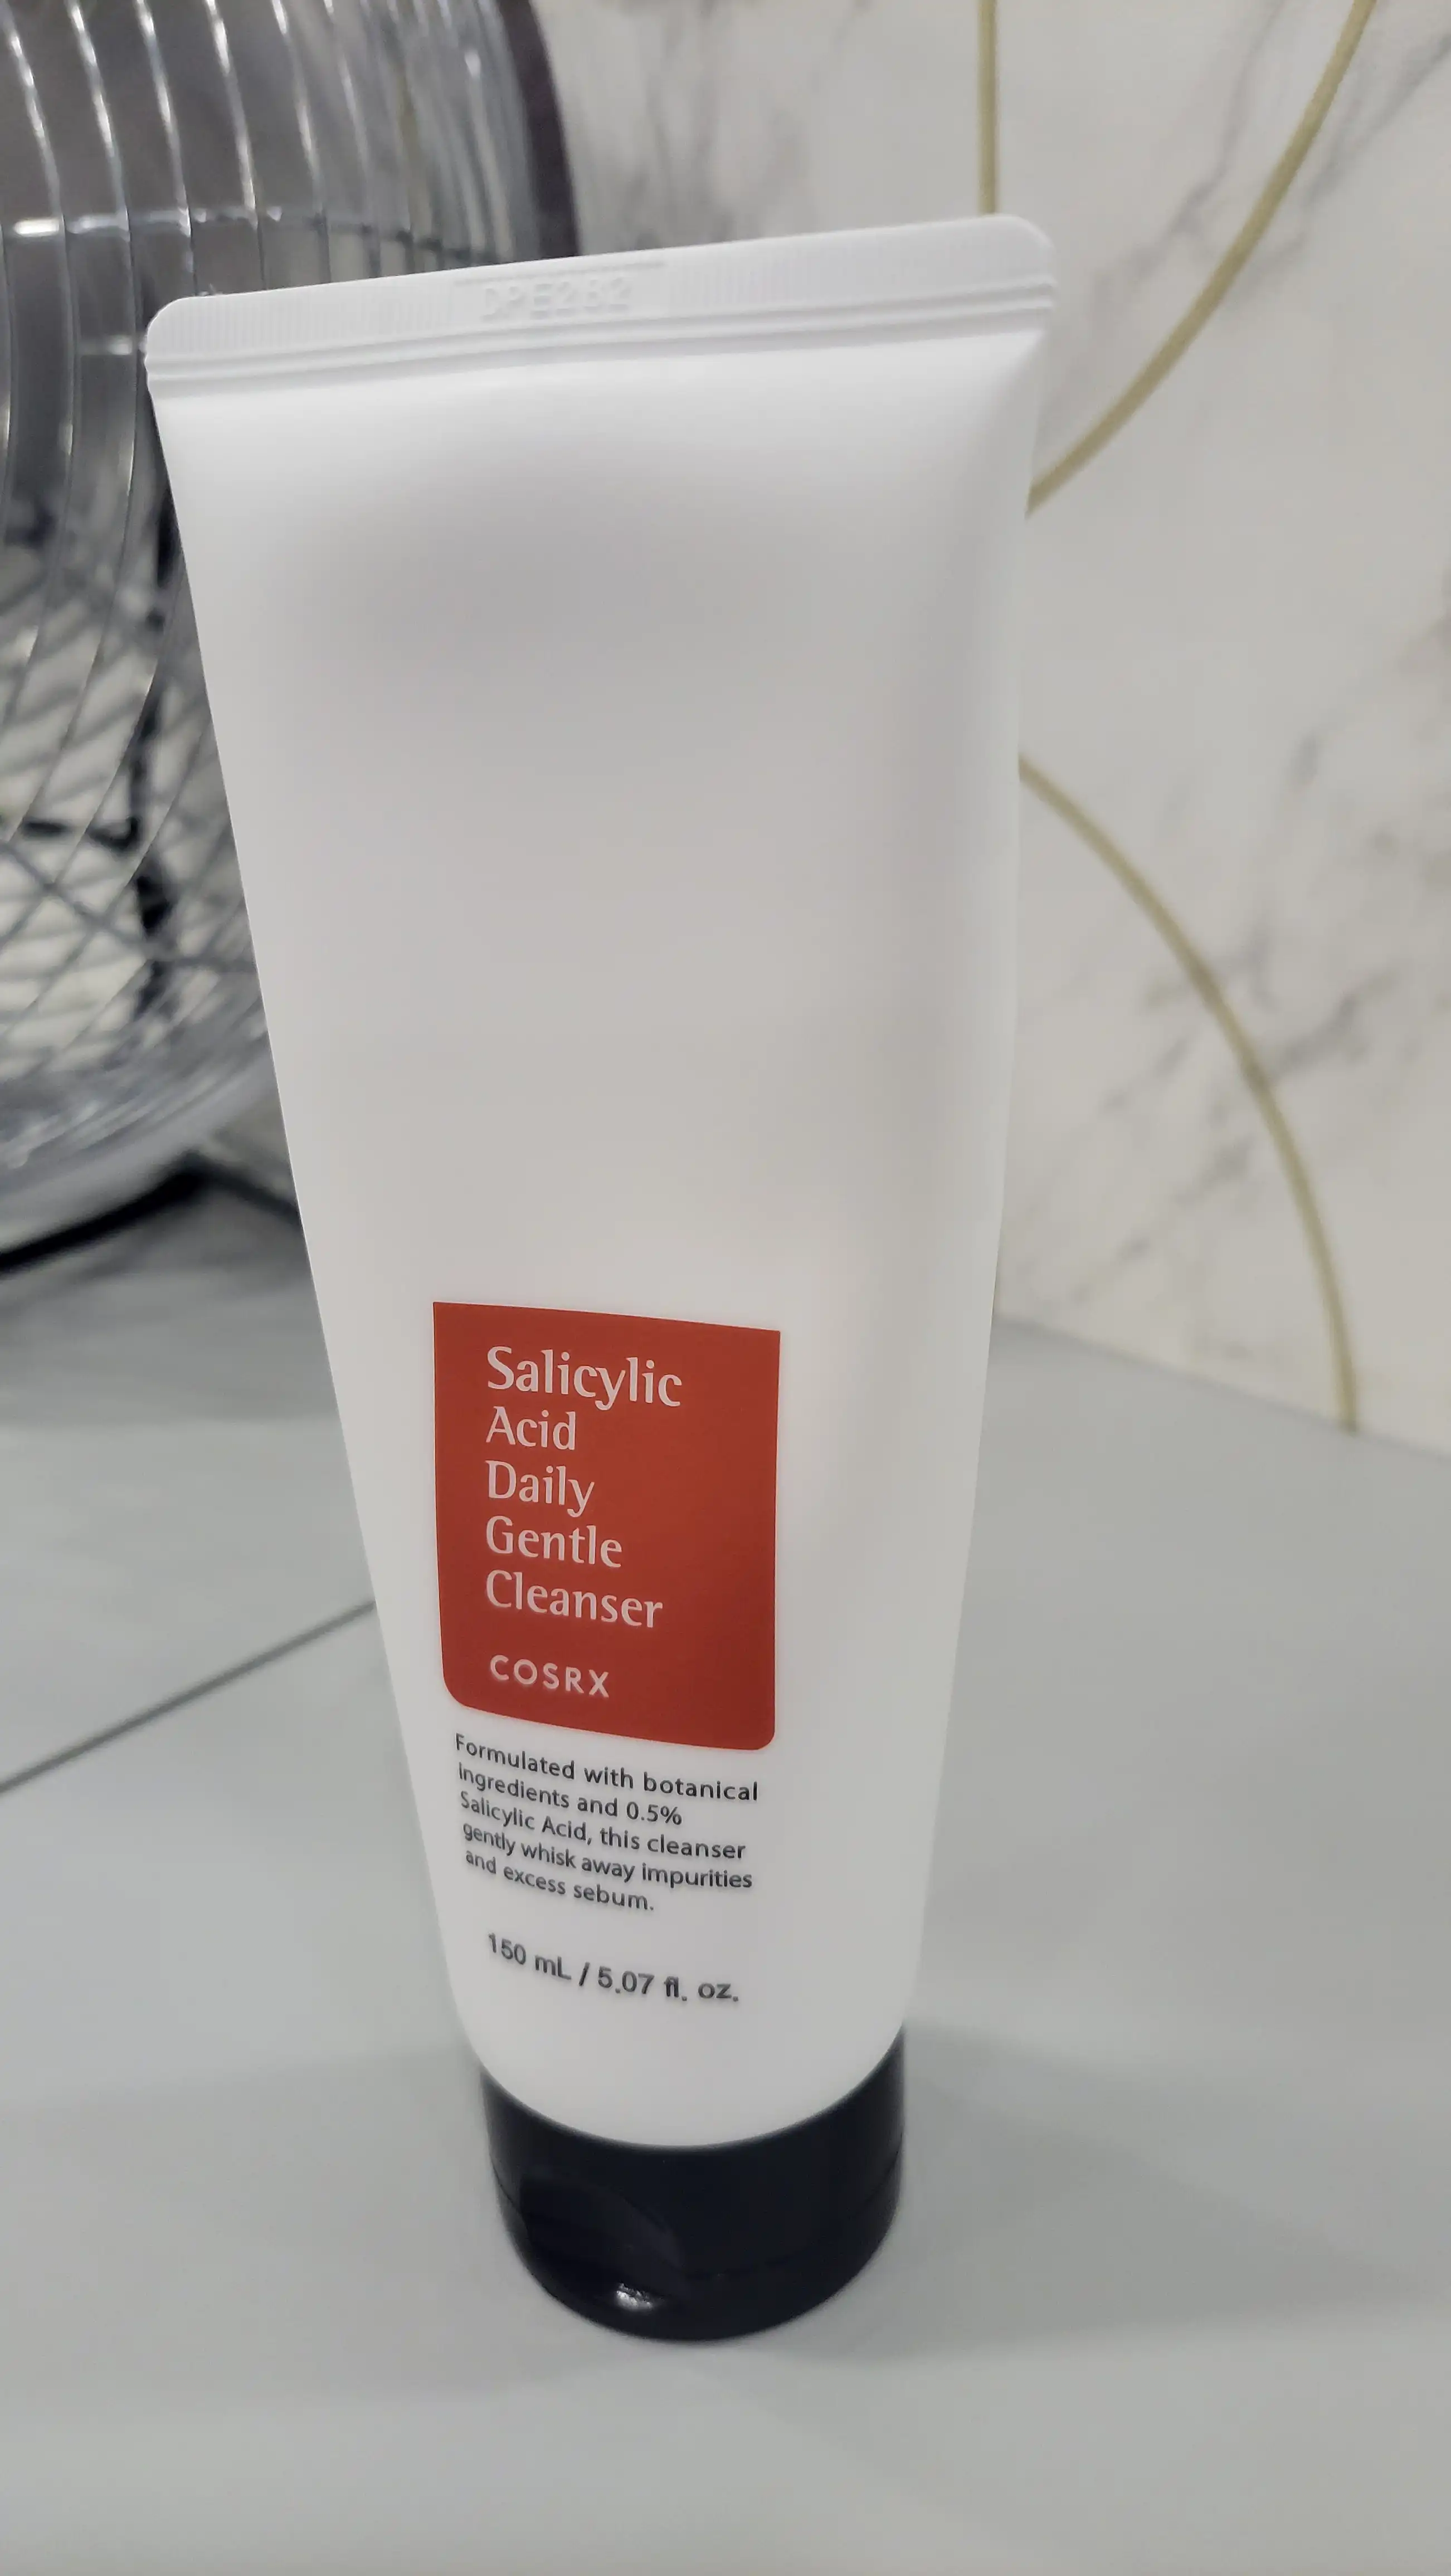 Salicylic
Acid
Daily
Gentle
Cleanser
COSRX
Formulated with botanical
ingredients and 0.5%
Salicylic Acid, this cleanser
gently whisk away impurities
and excess sebum.
150 mL / 5.07 fl. oz.